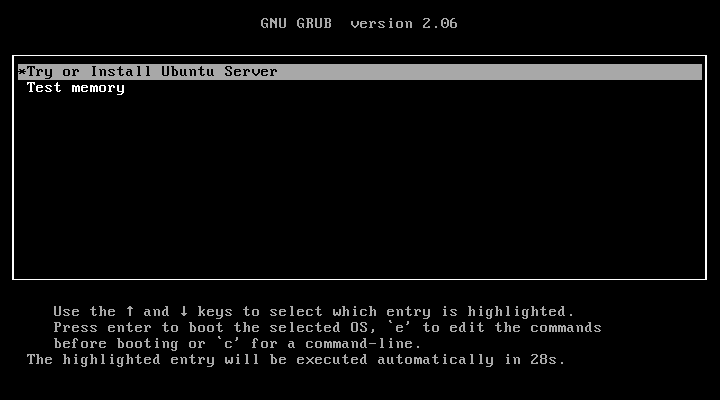 GNU GRUB  version 2.06
*Try or Install Ubuntu Server
Test memory
Use the ↑ and ↓ keys to select which entry is highlighted.
Press enter to boot the selected OS, `e' to edit the commands
before booting or `c' for a command-line.
The highlighted entry will be executed automatically in 28s.